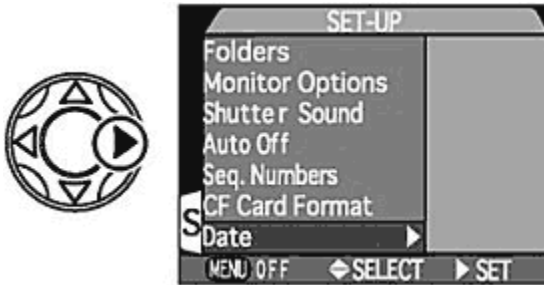 SET-UP
Folders
Monitor Options
Shutter Sound
Auto Off
Seq. Numbers
CF Card Format
S
Date
MENU OFF SELECT SET